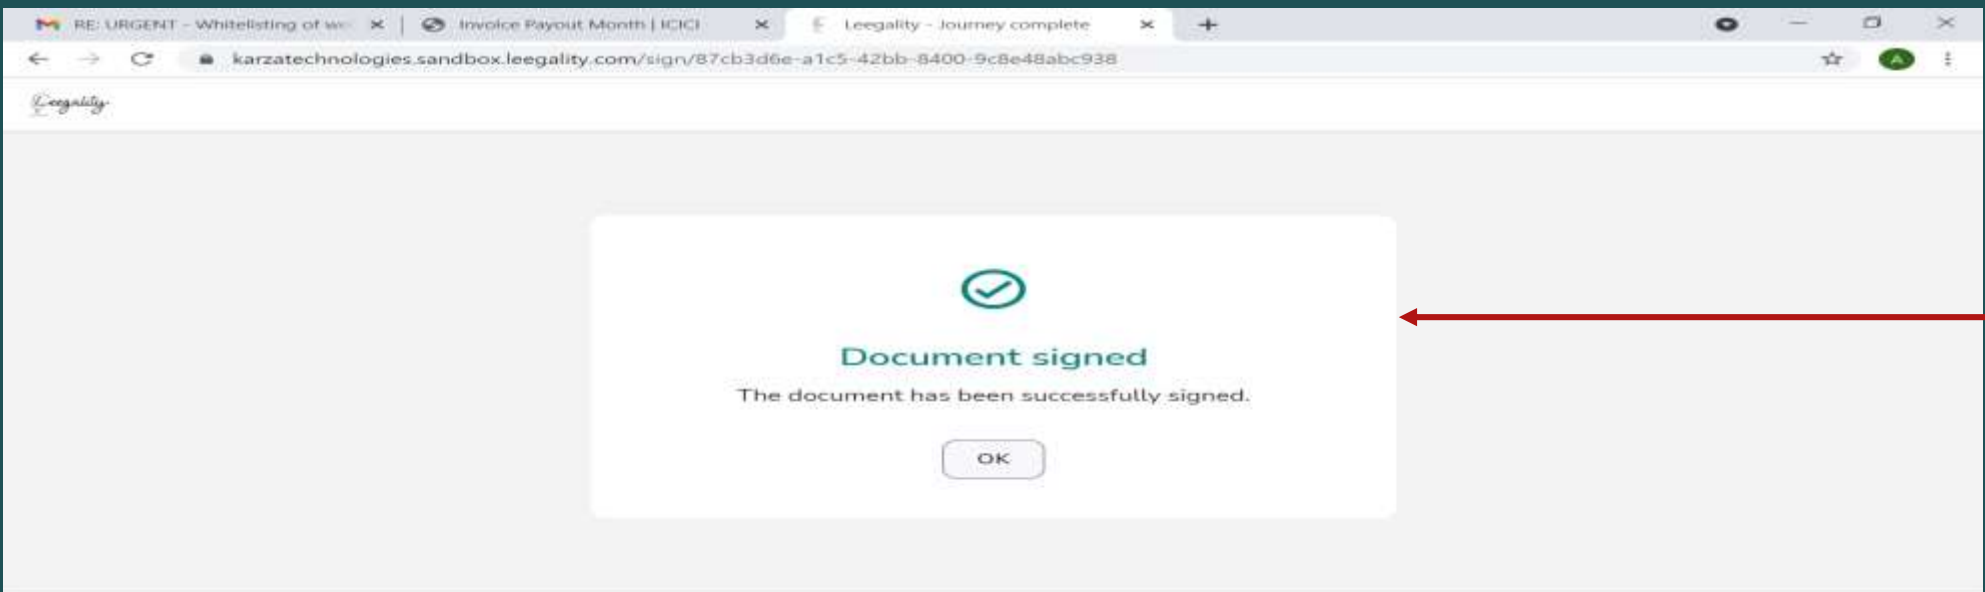 RE: URGENT - Whitelisting of we
Invoice Payout Month | ICICI
Leegality - Journey complete
karzatechnologies.sandbox.leegality.com/sign/87cb3d6e-a1c5-42bb-8400-9c8e48abc938
A
Leegality
Document signed
The document has been successfully signed.
OK